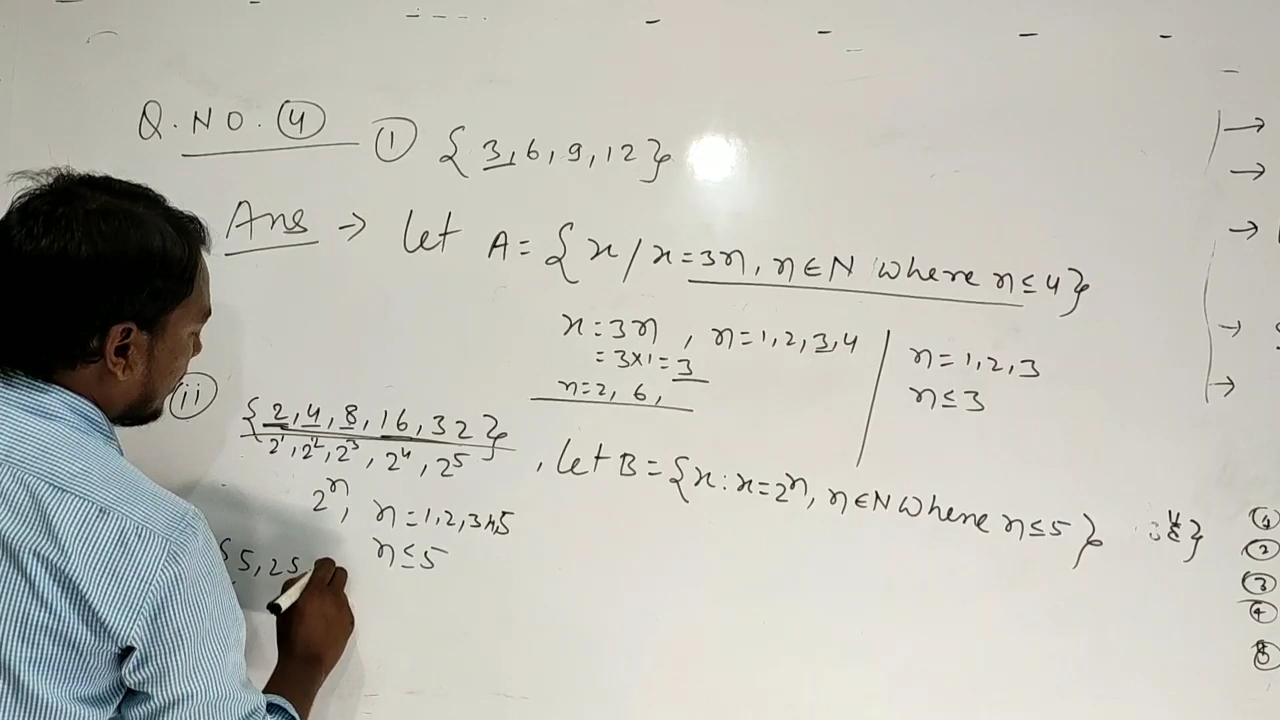 Q.NO. ④ ① {3, 6, 9, 12}
Ans → let A = {x / x = 3n, n ∈ N where n ≤ 4}
x = 3n , n = 1, 2, 3, 4
= 3×1 = 3
n = 2, 6,
n = 1, 2, 3
n ≤ 3
(ii) {2, 4, 8, 16, 32}
2¹, 2², 2³, 2⁴, 2⁵
, let B = {x : x = 2ⁿ, n ∈ N where n ≤ 5}
2ⁿ, n = 1, 2, 3, 4, 5
n ≤ 5
{5, 25
→
→
→
→
→
①
②
③
④